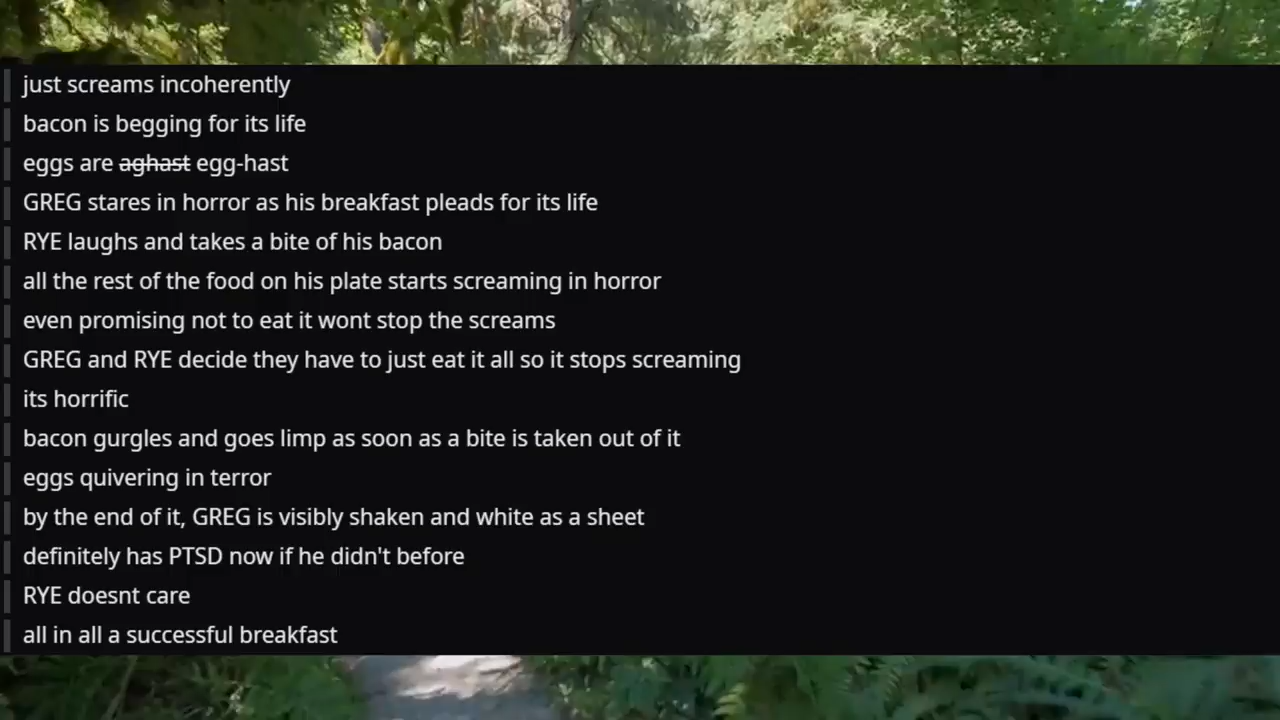 just screams incoherently
bacon is begging for its life
eggs are aghast egg-hast
GREG stares in horror as his breakfast pleads for its life
RYE laughs and takes a bite of his bacon
all the rest of the food on his plate starts screaming in horror
even promising not to eat it wont stop the screams
GREG and RYE decide they have to just eat it all so it stops screaming
its horrific
bacon gurgles and goes limp as soon as a bite is taken out of it
eggs quivering in terror
by the end of it, GREG is visibly shaken and white as a sheet
definitely has PTSD now if he didn't before
RYE doesnt care
all in all a successful breakfast